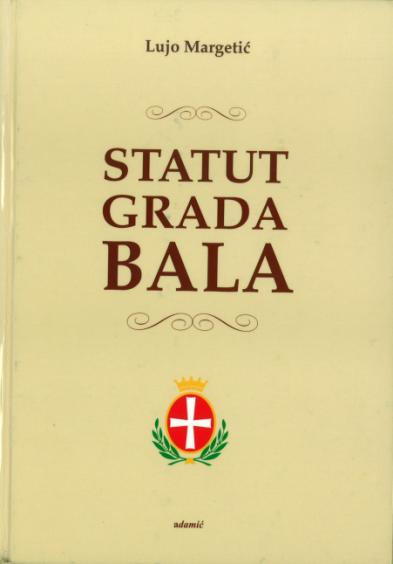 Lujo Margetić
STATUT
GRADA
BALA
adamić